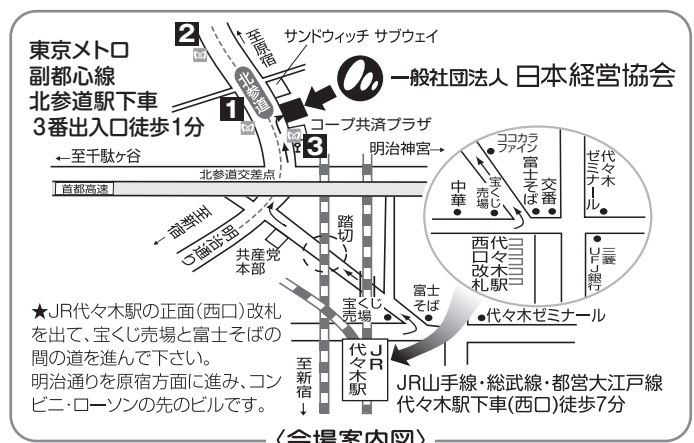 東京メトロ
副都心線
北参道駅下車
3番出入口徒歩1分
2
至原宿
サンドウィッチ サブウェイ
北参道
一般社団法人 日本経営協会
1
コープ共済プラザ
3
←至千駄ヶ谷
明治神宮→
北参道交差点
首都高速
至新宿
明治通り
共産党
本部
踏切
宝くじ
売場
富士
そば
代々木ゼミナール
ココカラ
ファイン
中華
宝くじ
売場
富士そば
交番
代々木
ゼミナール
代々木駅
西口改札
三菱
UFJ銀行
★JR代々木駅の正面(西口)改札
を出て、宝くじ売場と富士そばの
間の道を進んで下さい。
明治通りを原宿方面に進み、コン
ビニ・ローソンの先のビルです。
至新宿
JR
代々木駅
JR山手線・総武線・都営大江戸線
代々木駅下車(西口)徒歩7分
〈会場案内図〉